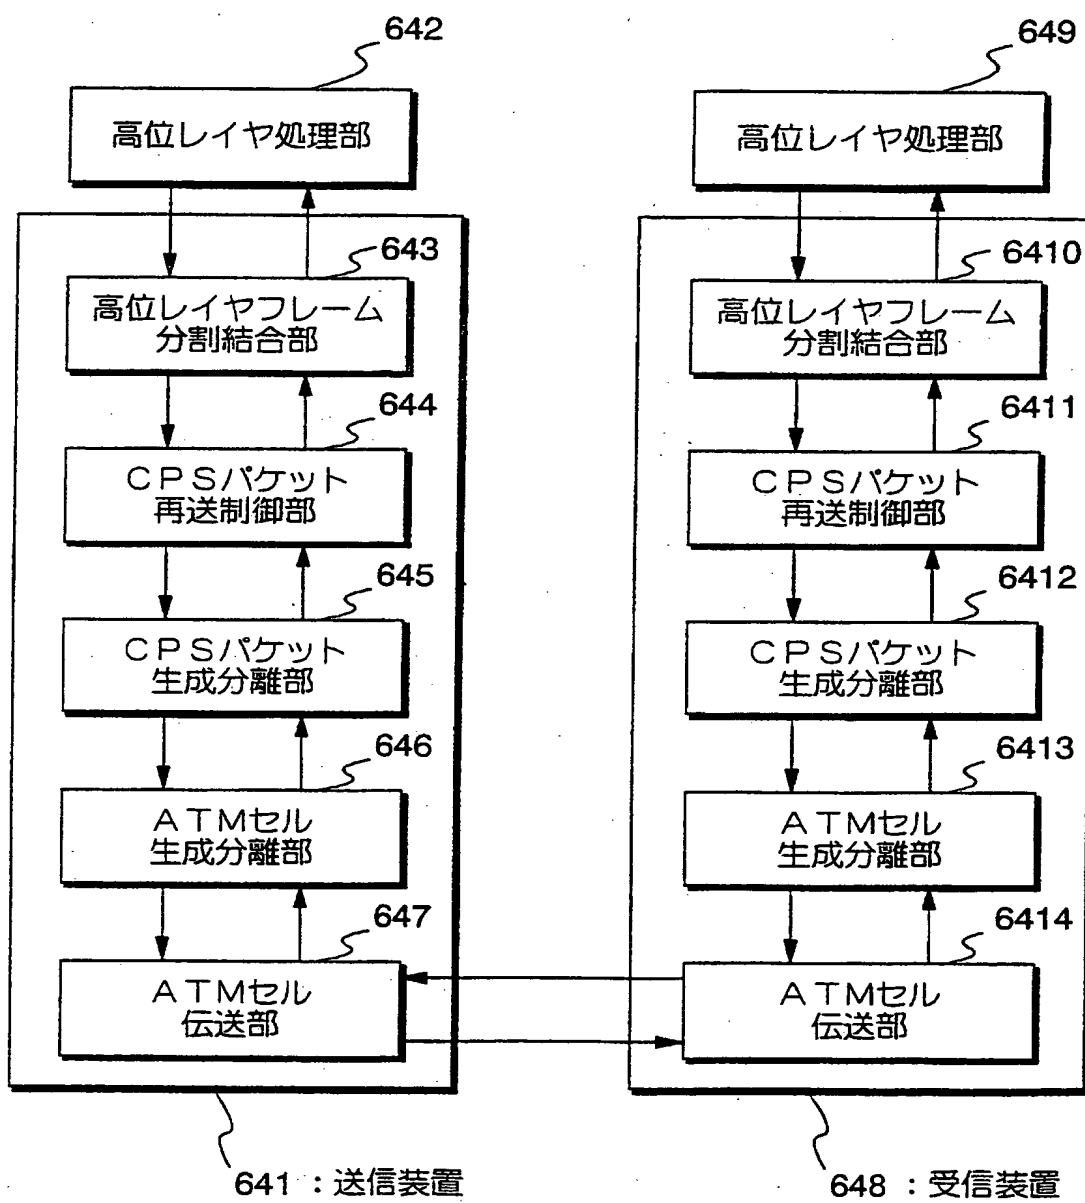 642
高位レイヤ処理部
643
高位レイヤフレーム
分割結合部
644
CPSパケット
再送制御部
645
CPSパケット
生成分離部
646
ATMセル
生成分離部
647
ATMセル
伝送部
641：送信装置
649
高位レイヤ処理部
6410
高位レイヤフレーム
分割結合部
6411
CPSパケット
再送制御部
6412
CPSパケット
生成分離部
6413
ATMセル
生成分離部
6414
ATMセル
伝送部
648：受信装置